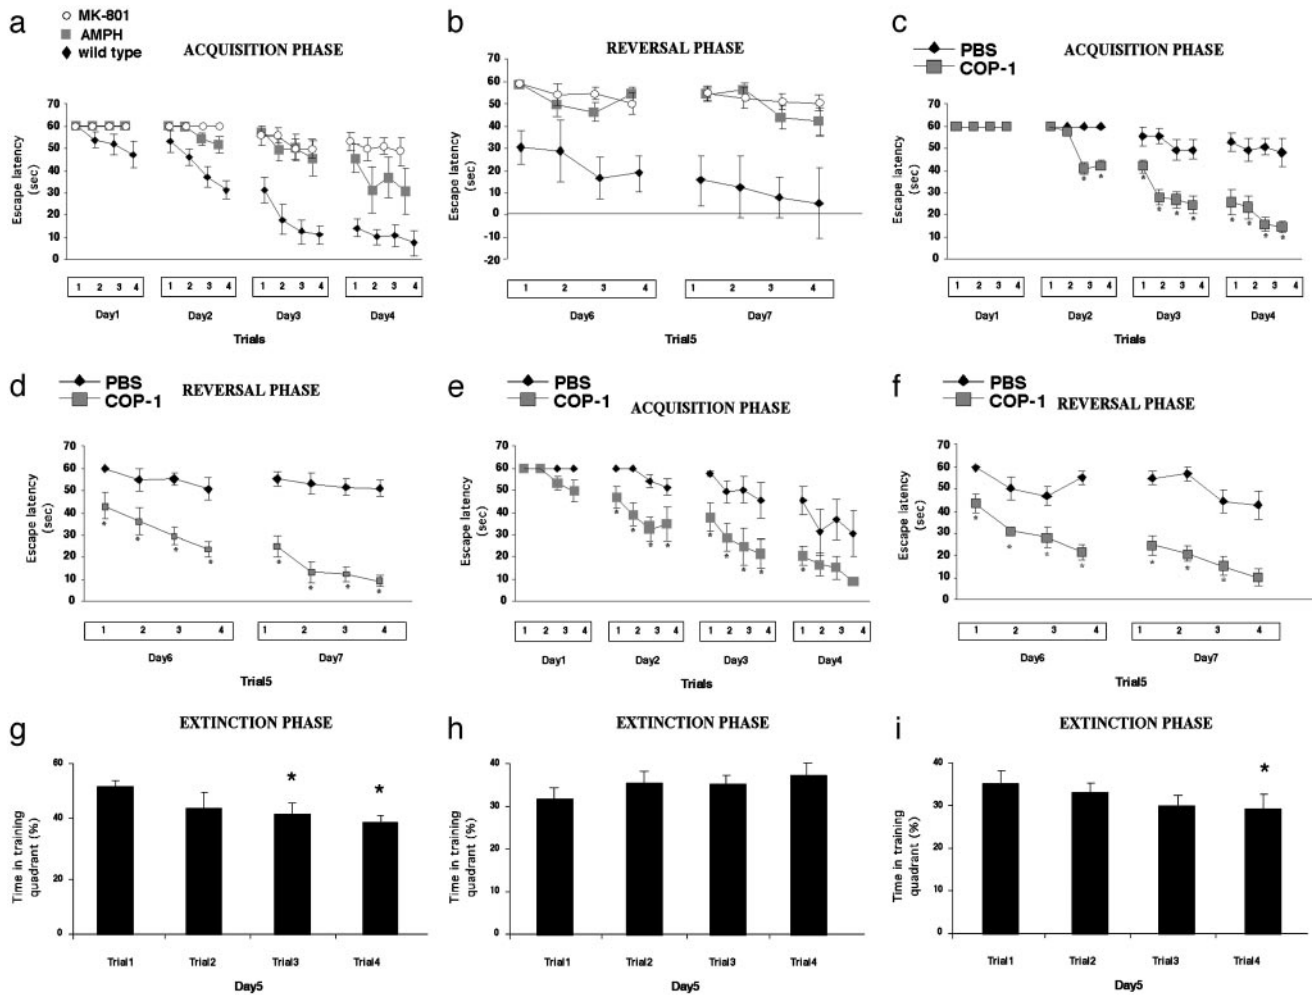 a
MK-801
AMPH
wild type
ACQUISITION PHASE
Escape latency
(sec)
70
60
50
40
30
20
10
0
1 2 3 4
1 2 3 4
1 2 3 4
1 2 3 4
Day1 Day2 Day3 Day4
Trials
b
REVERSAL PHASE
Escape latency
(sec)
70
60
50
40
30
20
10
0
-10
-20
1 2 3 4
1 2 3 4
Day6 Day7
Trial5
c
ACQUISITION PHASE
PBS
COP-1
Escape latency
(sec)
70
60
50
40
30
20
10
0
1 2 3 4
1 2 3 4
1 2 3 4
1 2 3 4
Day1 Day2 Day3 Day4
Trials
d
PBS
COP-1
REVERSAL PHASE
Escape latency
(sec)
70
60
50
40
30
20
10
0
* * * *
* * * *
1 2 3 4
1 2 3 4
Day6 Day7
Trial5
e
PBS
COP-1
ACQUISITION PHASE
Escape latency
(sec)
70
60
50
40
30
20
10
0
1 2 3 4
1 2 3 4
1 2 3 4
1 2 3 4
Day1 Day2 Day3 Day4
Trials
f
PBS
COP-1
REVERSAL PHASE
Escape latency
(sec)
70
60
50
40
30
20
10
0
1 2 3 4
1 2 3 4
Day6 Day7
Trial5
g
EXTINCTION PHASE
Time in training
quadrant (%)
60
40
20
0
* *
Trial1 Trial2 Trial3 Trial4
Day5
h
EXTINCTION PHASE
Time in training
quadrant (%)
40
30
20
10
0
Trial1 Trial2 Trial3 Trial4
Day5
i
EXTINCTION PHASE
Time in training
quadrant (%)
40
30
20
10
0
*
Trial1 Trial2 Trial3 Trial4
Day5